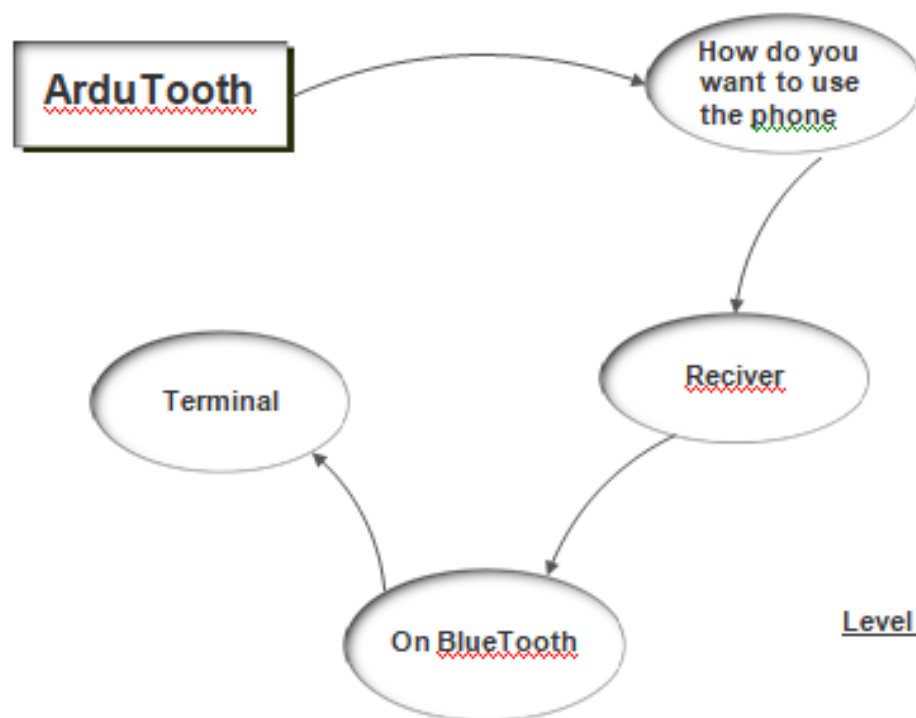 ArduTooth
How do you
want to use
the phone
Reciver
Terminal
On BlueTooth
Level